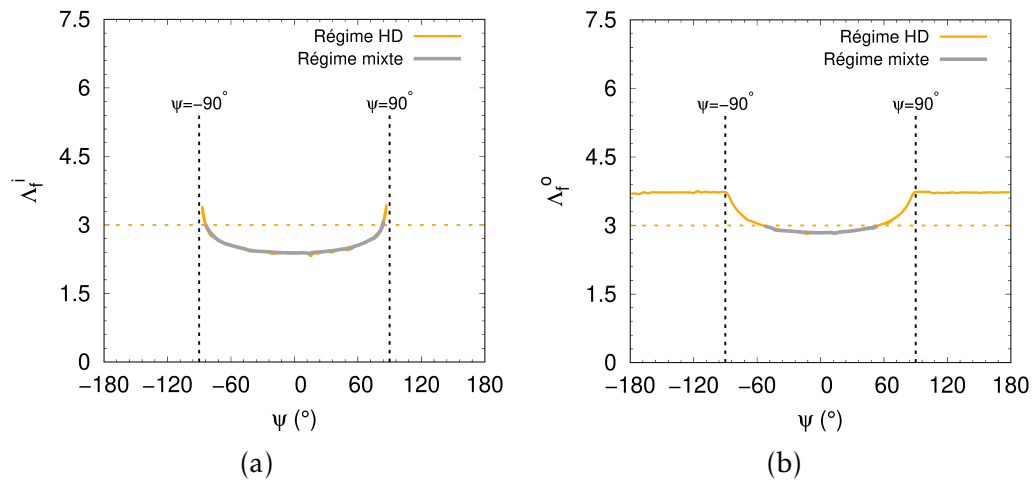 7.5
6
4.5
3
1.5
0
Λfⁱ
Régime HD
Régime mixte
ψ=−90°
ψ=90°
−180 −120 −60 0 60 120 180
ψ (°)
(a)
7.5
6
4.5
3
1.5
0
Λfᵒ
Régime HD
Régime mixte
ψ=−90°
ψ=90°
−180 −120 −60 0 60 120 180
ψ (°)
(b)